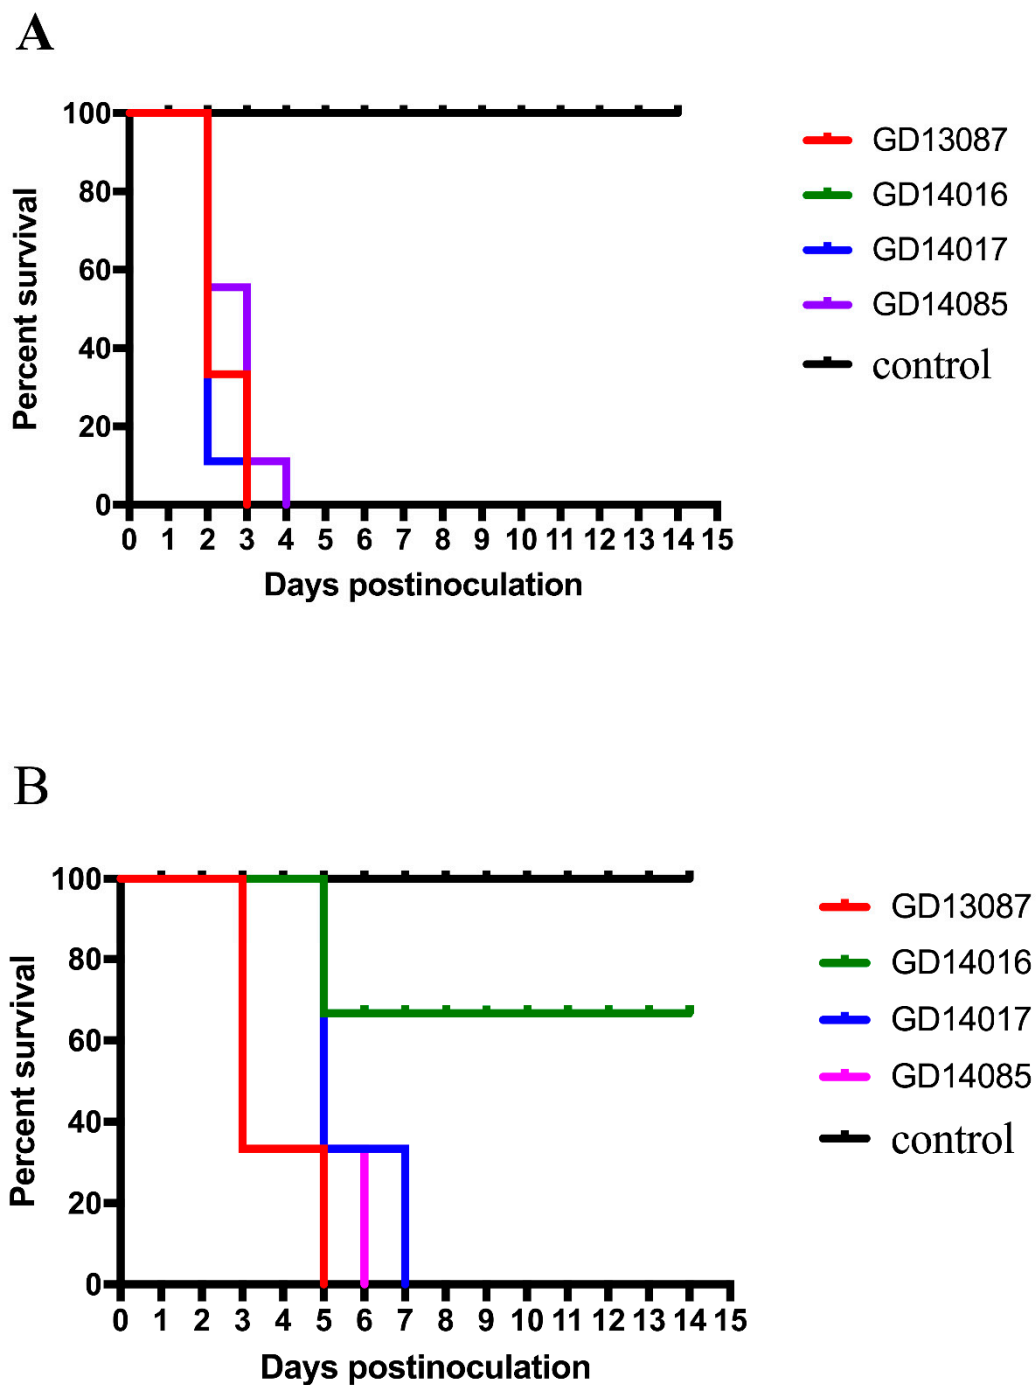 A
100
80
60
40
20
0
Percent survival
0 1 2 3 4 5 6 7 8 9 10 11 12 13 14 15
Days postinoculation
GD13087
GD14016
GD14017
GD14085
control
B
100
80
60
40
20
0
Percent survival
0 1 2 3 4 5 6 7 8 9 10 11 12 13 14 15
Days postinoculation
GD13087
GD14016
GD14017
GD14085
control